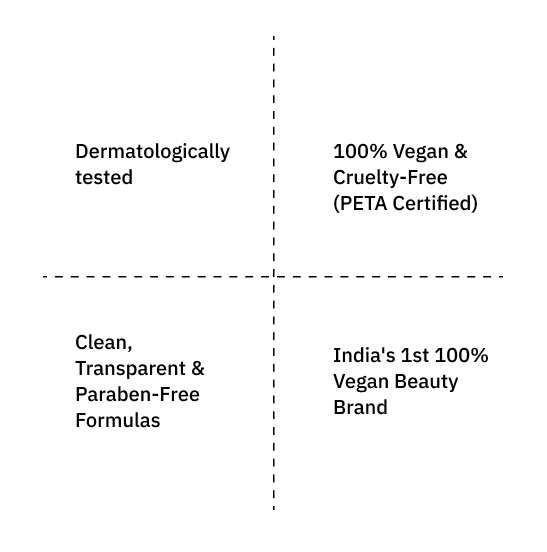 Dermatologically
tested
100% Vegan &
Cruelty-Free
(PETA Certified)
Clean,
Transparent &
Paraben-Free
Formulas
India's 1st 100%
Vegan Beauty
Brand